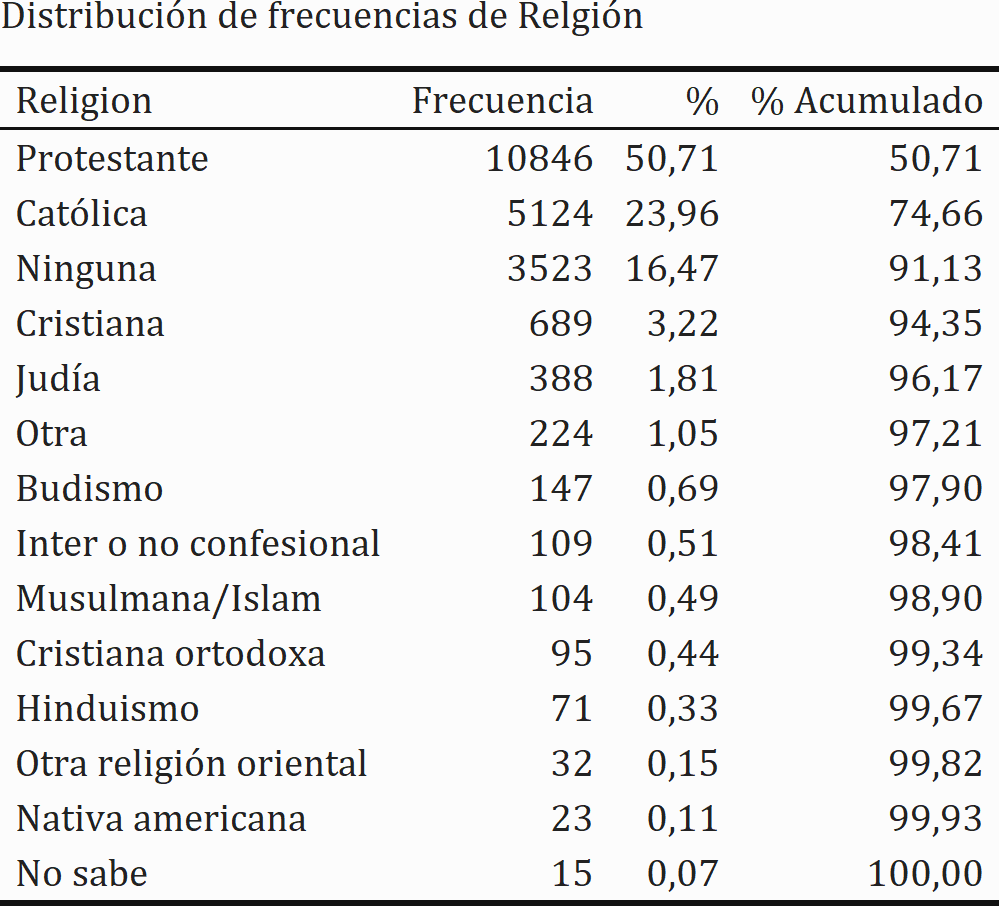 Distribución de frecuencias de Relgión
Religion Frecuencia % % Acumulado
Protestante 10846 50,71 50,71
Católica 5124 23,96 74,66
Ninguna 3523 16,47 91,13
Cristiana 689 3,22 94,35
Judía 388 1,81 96,17
Otra 224 1,05 97,21
Budismo 147 0,69 97,90
Inter o no confesional 109 0,51 98,41
Musulmana/Islam 104 0,49 98,90
Cristiana ortodoxa 95 0,44 99,34
Hinduismo 71 0,33 99,67
Otra religión oriental 32 0,15 99,82
Nativa americana 23 0,11 99,93
No sabe 15 0,07 100,00